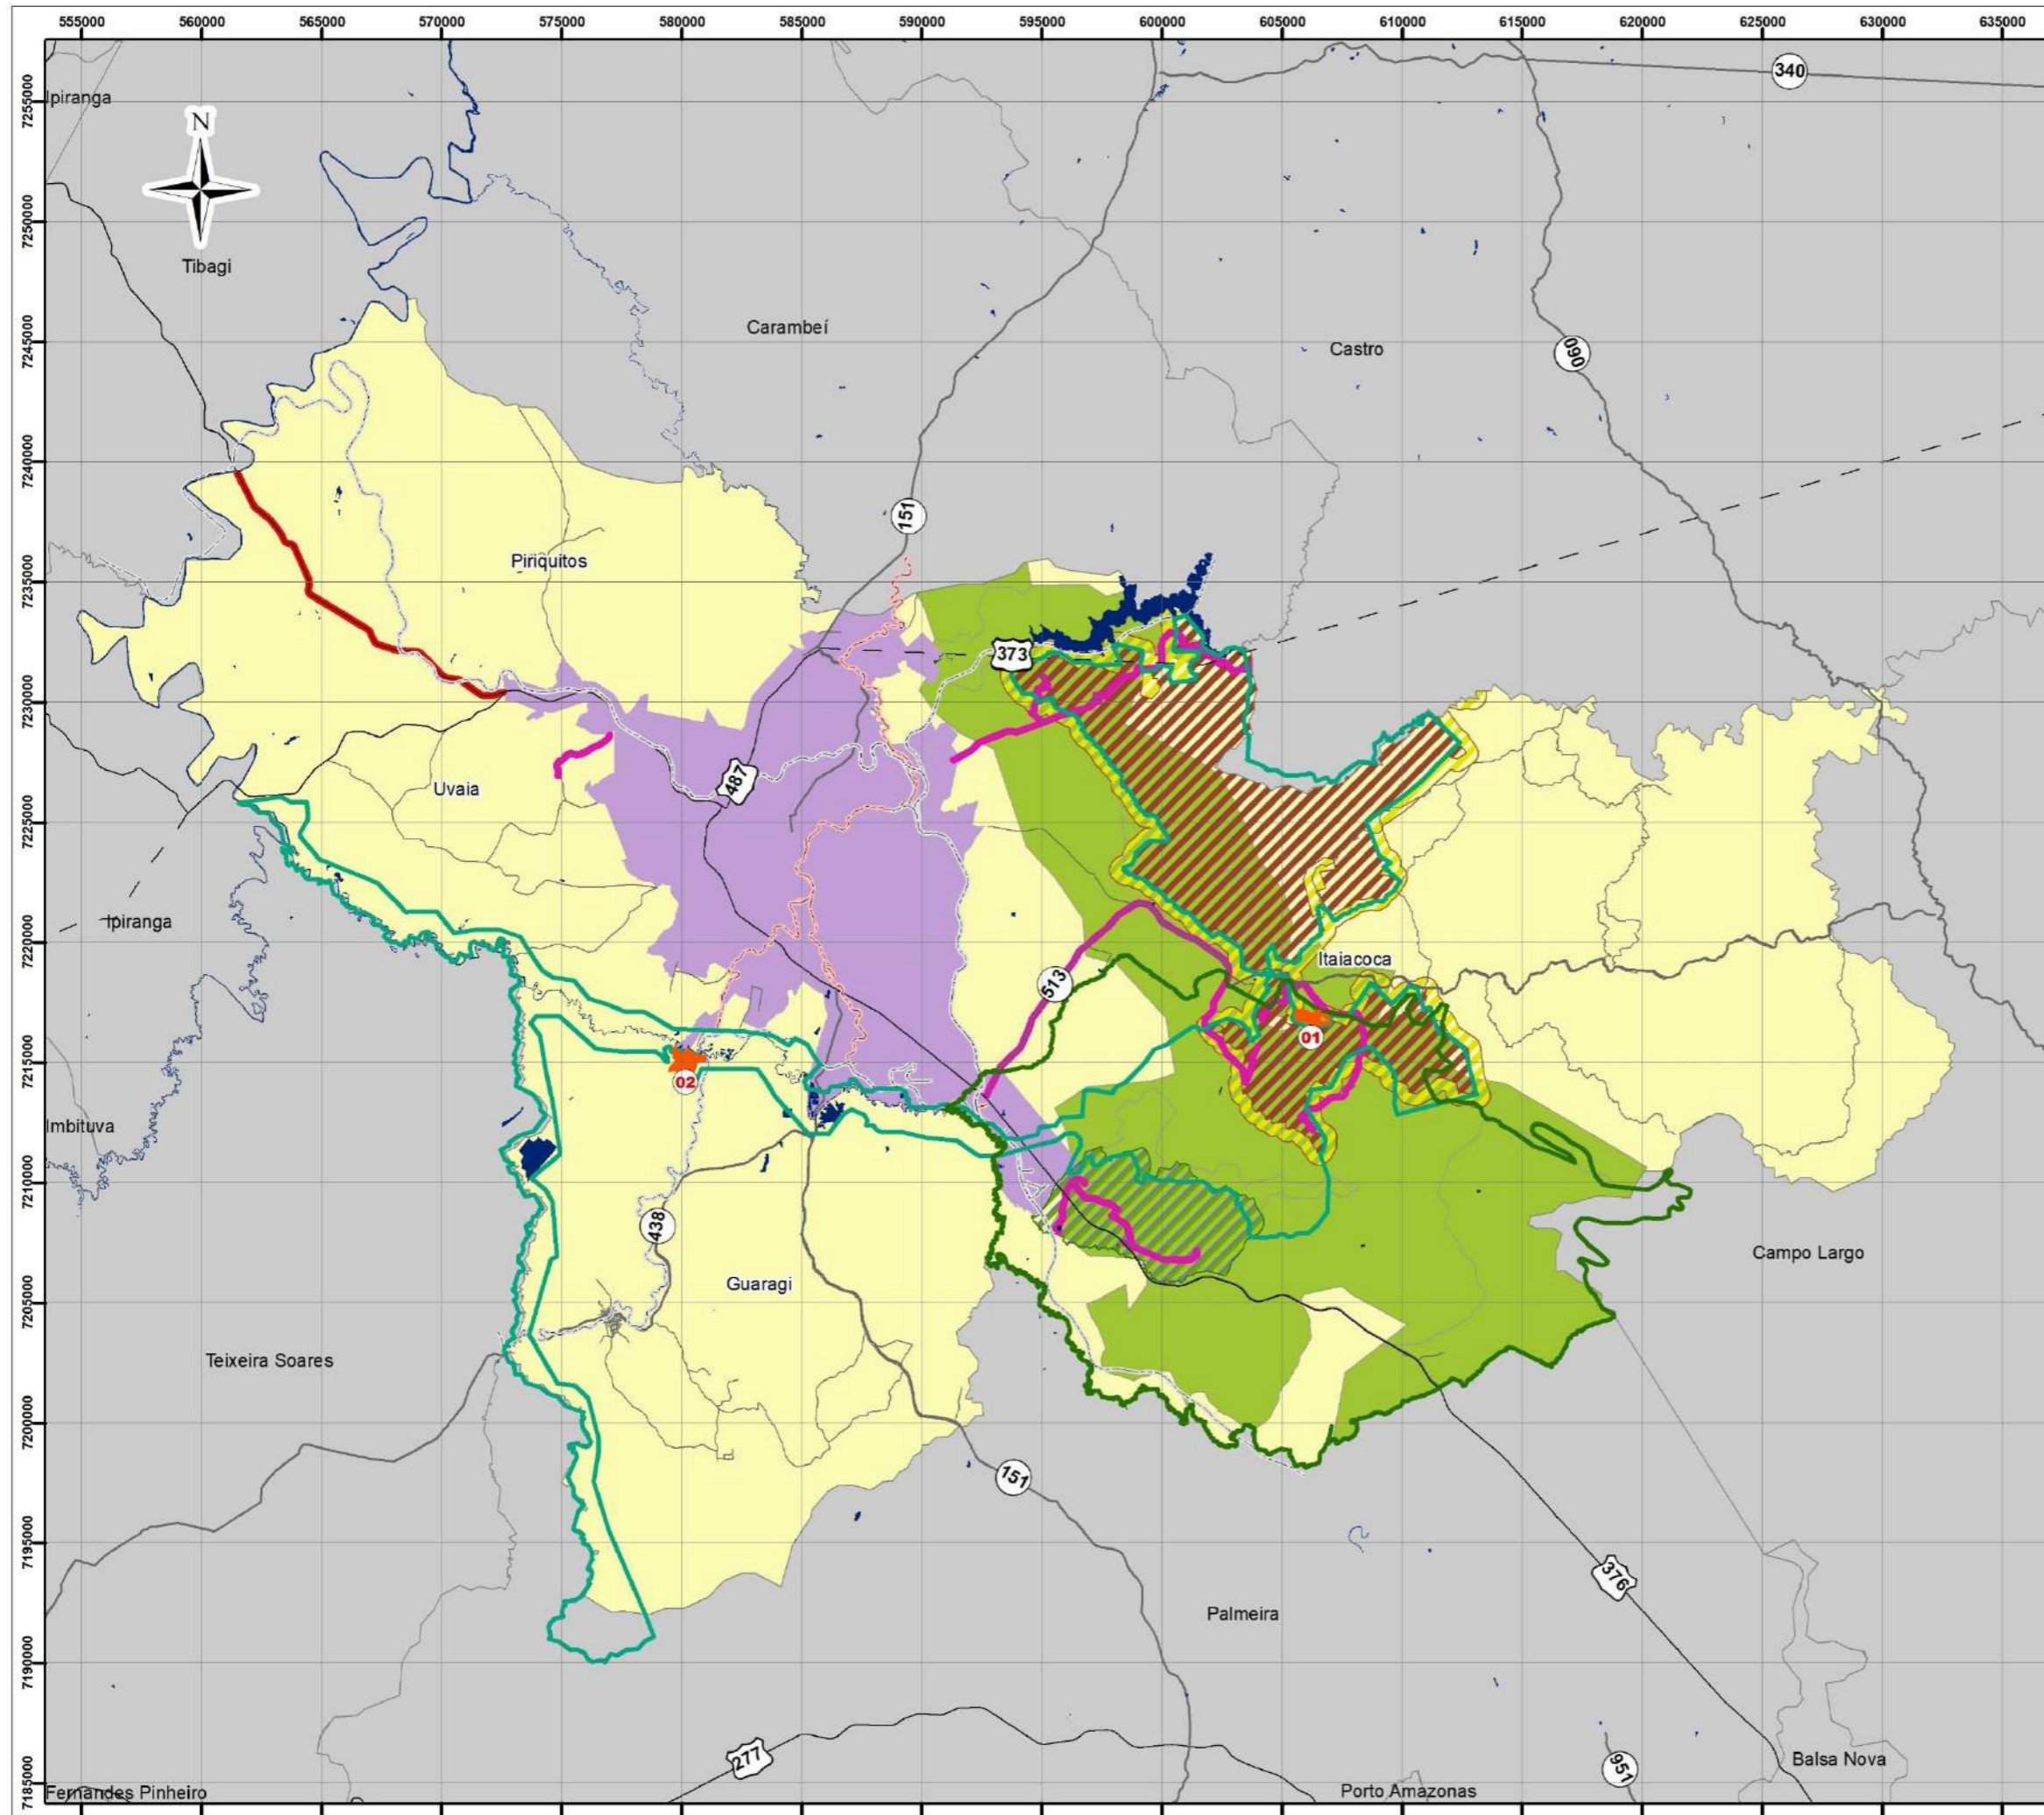 555000 560000 565000 570000 575000 580000 585000 590000 595000 600000 605000 610000 615000 620000 625000 630000 635000
340
7255000
Ipiranga
N
7250000
Tibagi
7245000
Carambeí
Castro
090
7240000
151
Piriquitos
7235000
373
7230000
487
Uvaia
7225000
Ipiranga
7220000
Itaiacoca
513
01
7215000
02
Imbituva
7210000
438
Campo Largo
Guaragi
7205000
Teixeira Soares
7200000
151
7195000
376
Palmeira
7190000
277
Balsa Nova
951
7185000
Fernandes Pinheiro
Porto Amazonas